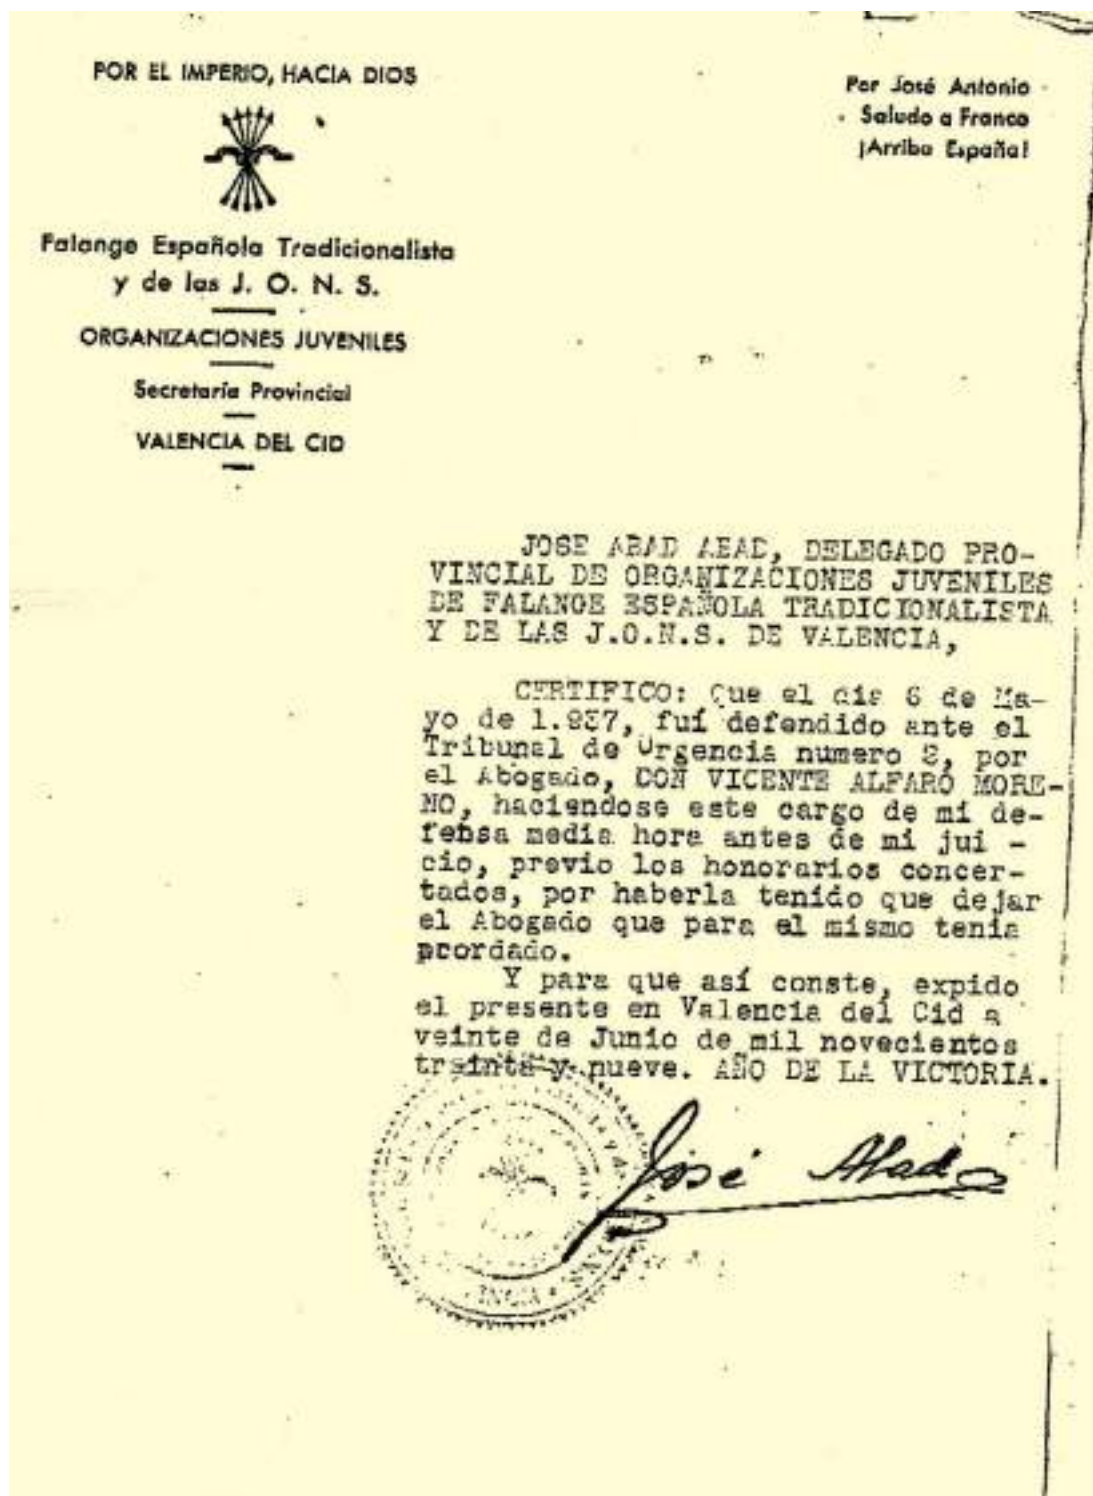 POR EL IMPERIO, HACIA DIOS
Falange Española Tradicionalista
y de las J. O. N. S.
ORGANIZACIONES JUVENILES
Secretaría Provincial
VALENCIA DEL CID
Por José Antonio
Saludo a Franco
¡Arriba España!
JOSE ABAD ABAD, DELEGADO PRO-
VINCIAL DE ORGANIZACIONES JUVENILES
DE FALANGE ESPAÑOLA TRADICIONALISTA
Y DE LAS J.O.N.S. DE VALENCIA,
CERTIFICO: Que el dia 6 de Ma-
yo de 1.937, fuí defendido ante el
Tribunal de Urgencia numero 2, por
el Abogado, DON VICENTE ALFARO MORE-
NO, haciendose este cargo de mi de-
fensa media hora antes de mi jui -
cio, previo los honorarios concer-
tados, por haberla tenido que dejar
el Abogado que para el mismo tenia
acordado.
Y para que así conste, expido
el presente en Valencia del Cid a
veinte de Junio de mil novecientos
treinta y nueve. AÑO DE LA VICTORIA.
José Abad